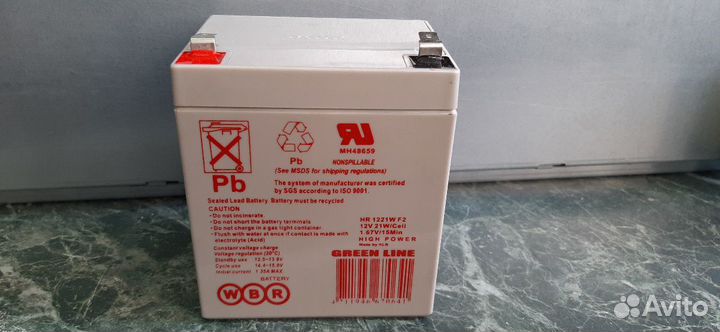 Pb
Pb
MH48659
NONSPILLABLE
(See MSDS for shipping regulations)
The system of manufacturer was certified
by SGS according to ISO 9001.
Sealed Lead Battery. Battery must be recycled
CAUTION
• Do not incinerate
• Do not short the battery terminals
• Do not charge in a gas tight container
• Flush with water at once if contact is made with
electrolyte (Acid)
Constant voltage charge
Voltage regulation (20°C)
Standby use 13.5-13.8V
Cycle use 14.4-15.0V
Initial current 1.35A MAX
HR 1221W F2
12V 21W/Cell
1.67V/15Min
HIGH POWER
GREEN LINE
BATTERY
WBR
Avito